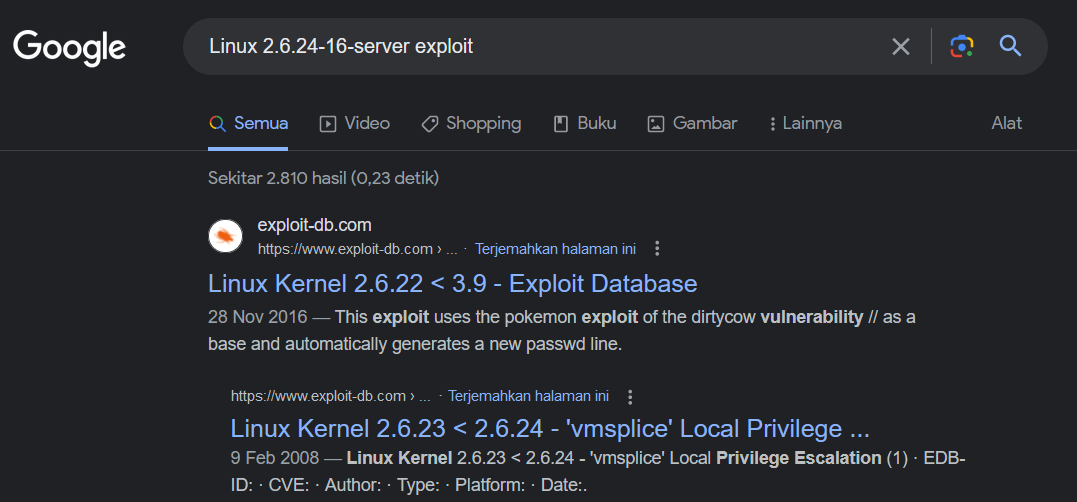 Google
Linux 2.6.24-16-server exploit
Semua Video Shopping Buku Gambar Lainnya Alat
Sekitar 2.810 hasil (0,23 detik)
exploit-db.com
https://www.exploit-db.com › ... · Terjemahkan halaman ini
Linux Kernel 2.6.22 < 3.9 - Exploit Database
28 Nov 2016 — This exploit uses the pokemon exploit of the dirtycow vulnerability // as a
base and automatically generates a new passwd line.
https://www.exploit-db.com › ... · Terjemahkan halaman ini
Linux Kernel 2.6.23 < 2.6.24 - 'vmsplice' Local Privilege ...
9 Feb 2008 — Linux Kernel 2.6.23 < 2.6.24 - 'vmsplice' Local Privilege Escalation (1) · EDB-
ID: · CVE: · Author: · Type: · Platform: · Date:.